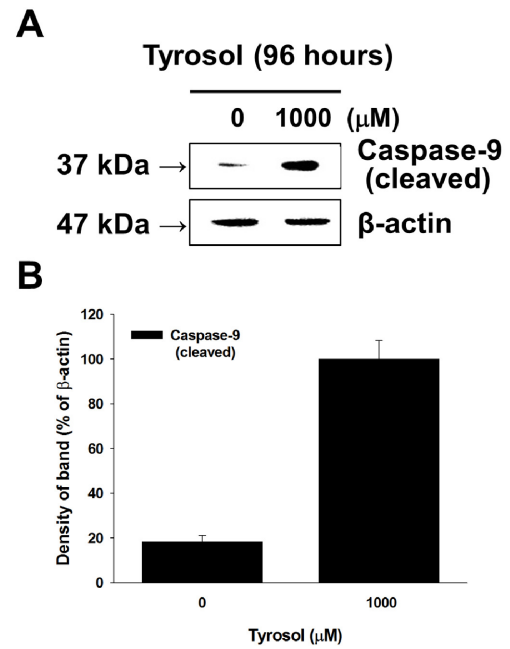 A
Tyrosol (96 hours)
0 1000 (μM)
37 kDa → Caspase-9
(cleaved)
47 kDa → β-actin
B
120
100
80
60
40
20
0
Density of band (% of β-actin)
Caspase-9
(cleaved)
0 1000
Tyrosol (μM)